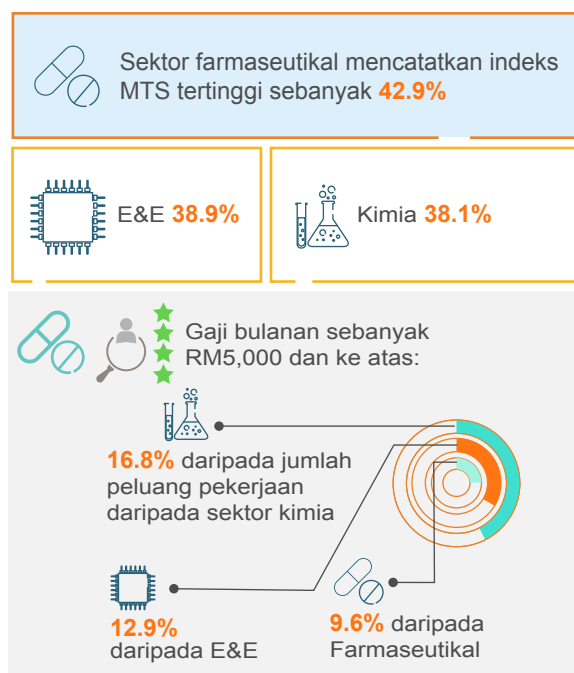 Sektor farmaseutikal mencatatkan indeks
MTS tertinggi sebanyak 42.9%
E&E 38.9%
Kimia 38.1%
Gaji bulanan sebanyak
RM5,000 dan ke atas:
16.8% daripada jumlah
peluang pekerjaan
daripada sektor kimia
12.9%
daripada E&E
9.6% daripada
Farmaseutikal